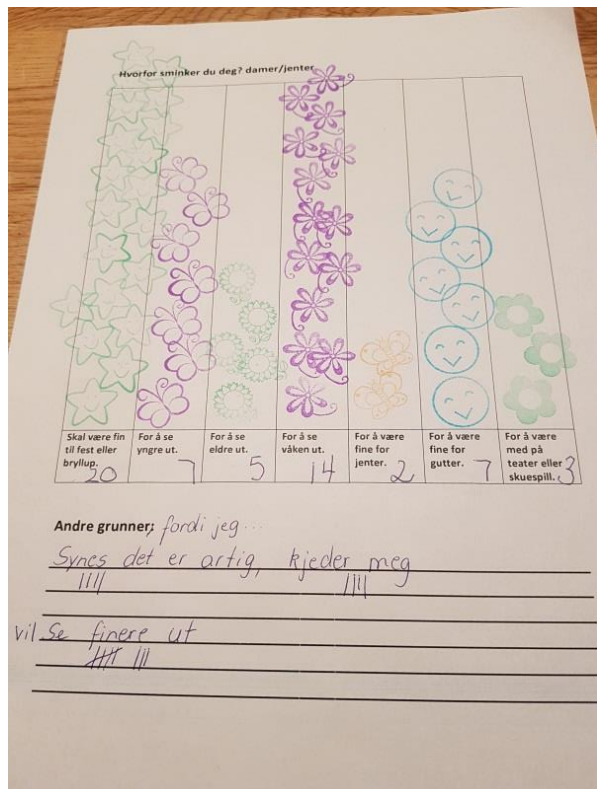 Hvorfor sminker du deg? damer/jenter
Skal være fin
til fest eller
bryllup.
20
For å se
yngre ut.
7
For å se
eldre ut.
5
For å se
våken ut.
14
For å være
fine for
jenter.
2
For å være
fine for
gutter.
7
For å være
med på
teater eller
skuespill.
3
Andre grunner; fordi jeg...
Synes det er artig, kjeder meg
vil se finere ut